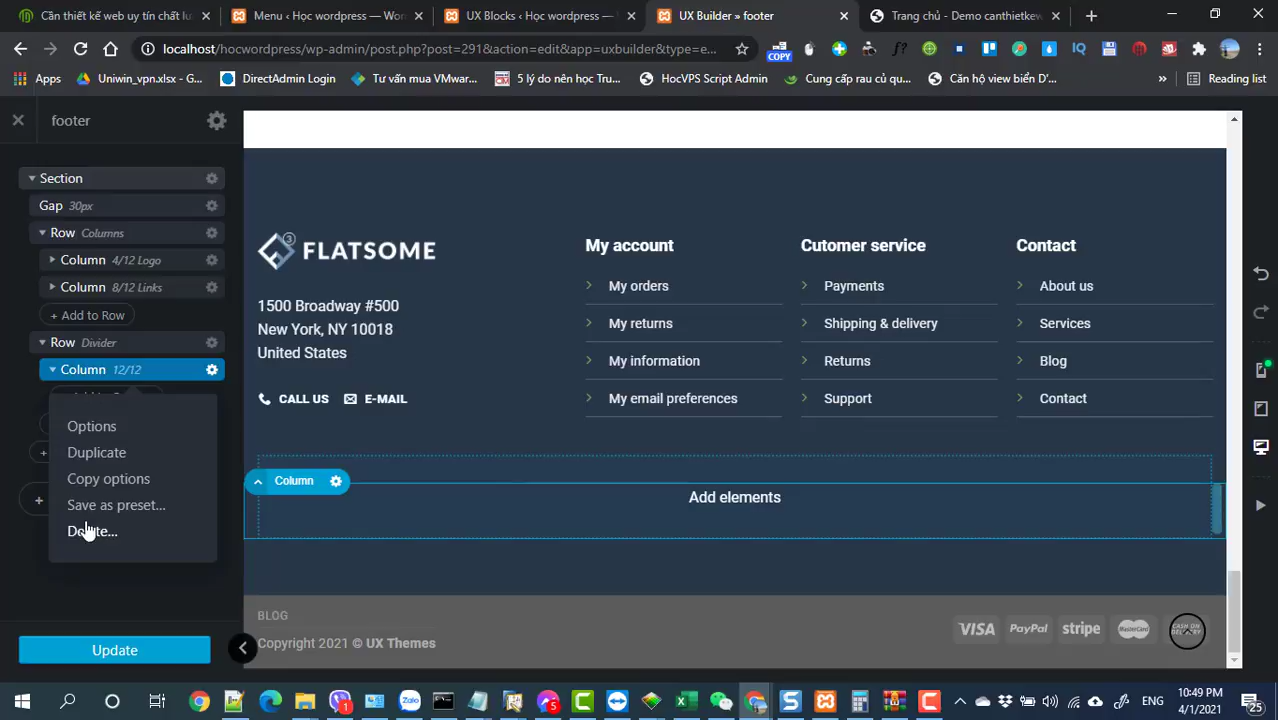 Cần thiết kế web uy tín chất l
Menu ‹ Học wordpress — Wor
UX Blocks ‹ Học wordpress —
UX Builder » footer
Trang chủ - Demo canthietkew
localhost/hocwordpress/wp-admin/post.php?post=291&action=edit&app=uxbuilder&type=e...
COPY
Apps
Uniwin_vpn.xlsx - G...
DirectAdmin Login
Tư vấn mua VMwar...
5 lý do nên học Tru...
HocVPS Script Admin
Cung cấp rau củ qu...
Căn hộ view biển D'...
Reading list
footer
Section
Gap 30px
Row Columns
Column 4/12 Logo
Column 8/12 Links
+ Add to Row
Row Divider
Column 12/12
Options
Duplicate
Copy options
Save as preset...
Delete...
Update
3
FLATSOME
1500 Broadway #500
New York, NY 10018
United States
CALL US
E-MAIL
My account
My orders
My returns
My information
My email preferences
Cutomer service
Payments
Shipping & delivery
Returns
Support
Contact
About us
Services
Blog
Contact
Column
Add elements
BLOG
Copyright 2021 © UX Themes
VISA
PayPal
stripe
MasterCard
CASH ON DELIVERY
ENG
10:49 PM
4/1/2021
25